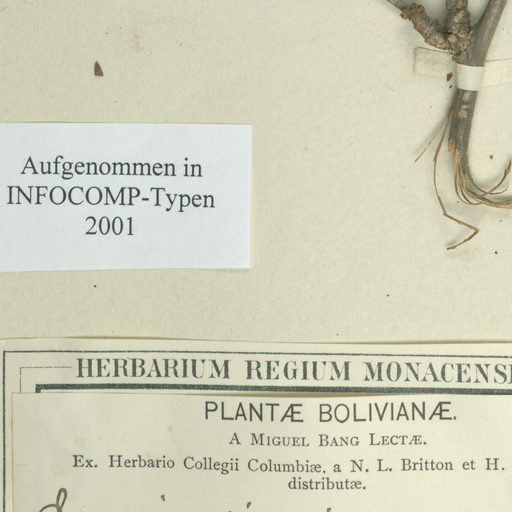 Aufgenommen in
INFOCOMP-Typen
2001
HERBARIUM REGIUM
PLANTÆ BOLIVIANÆ.
A MIGUEL BANG LECTÆ.
Ex. Herbario Collegii Columbiæ, a N. L. Britton et H.
distributæ.